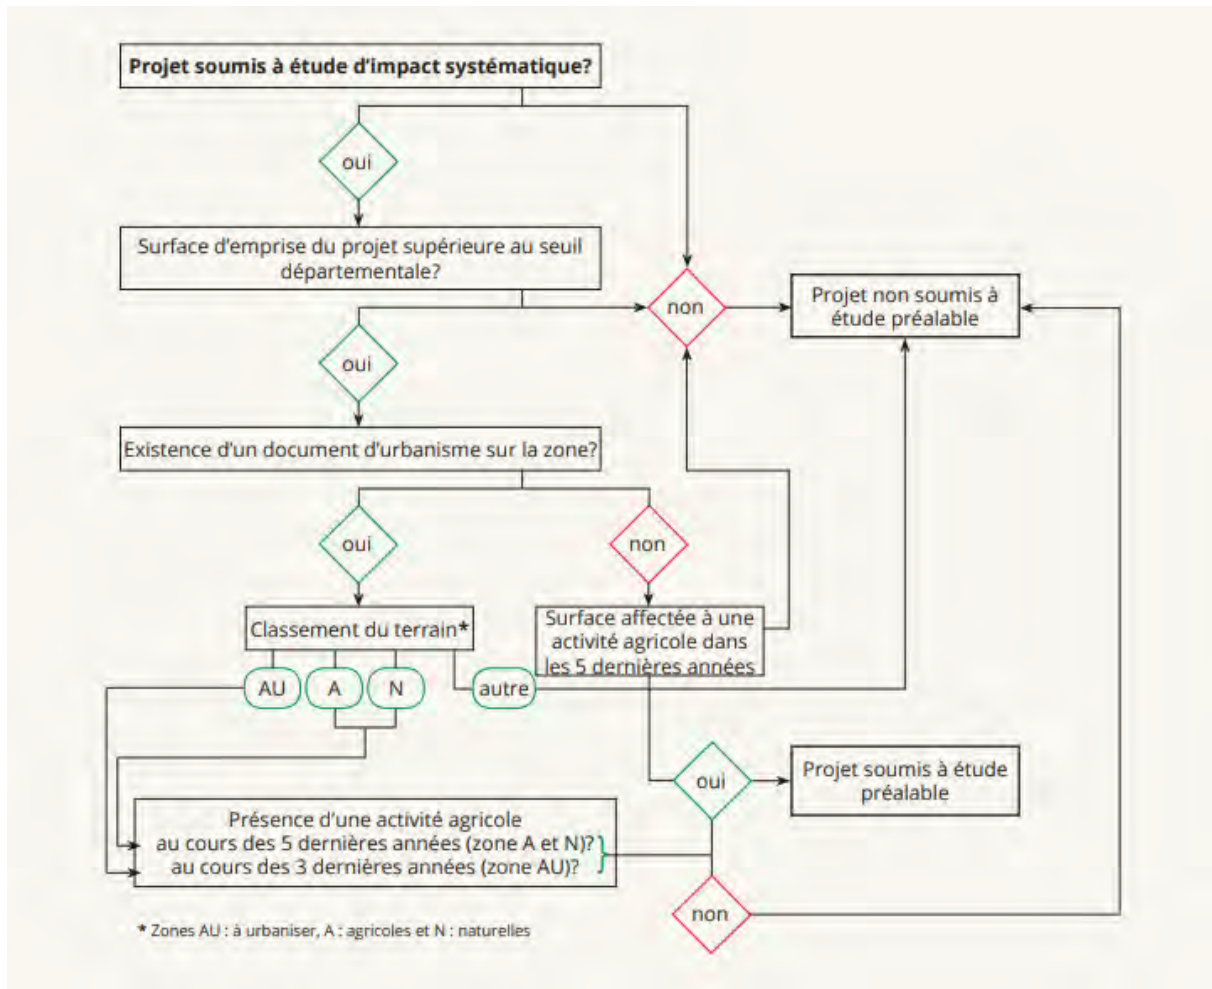 Projet soumis à étude d'impact systématique?
oui
Surface d'emprise du projet supérieure au seuil
départementale?
non
Projet non soumis à
étude préalable
oui
Existence d'un document d'urbanisme sur la zone?
oui
non
Classement du terrain*
Surface affectée à une
activité agricole dans
les 5 dernières années
AU
A
N
autre
oui
Projet soumis à étude
préalable
Présence d'une activité agricole
au cours des 5 dernières années (zone A et N)?
au cours des 3 dernières années (zone AU)?
non
* Zones AU : à urbaniser, A : agricoles et N : naturelles